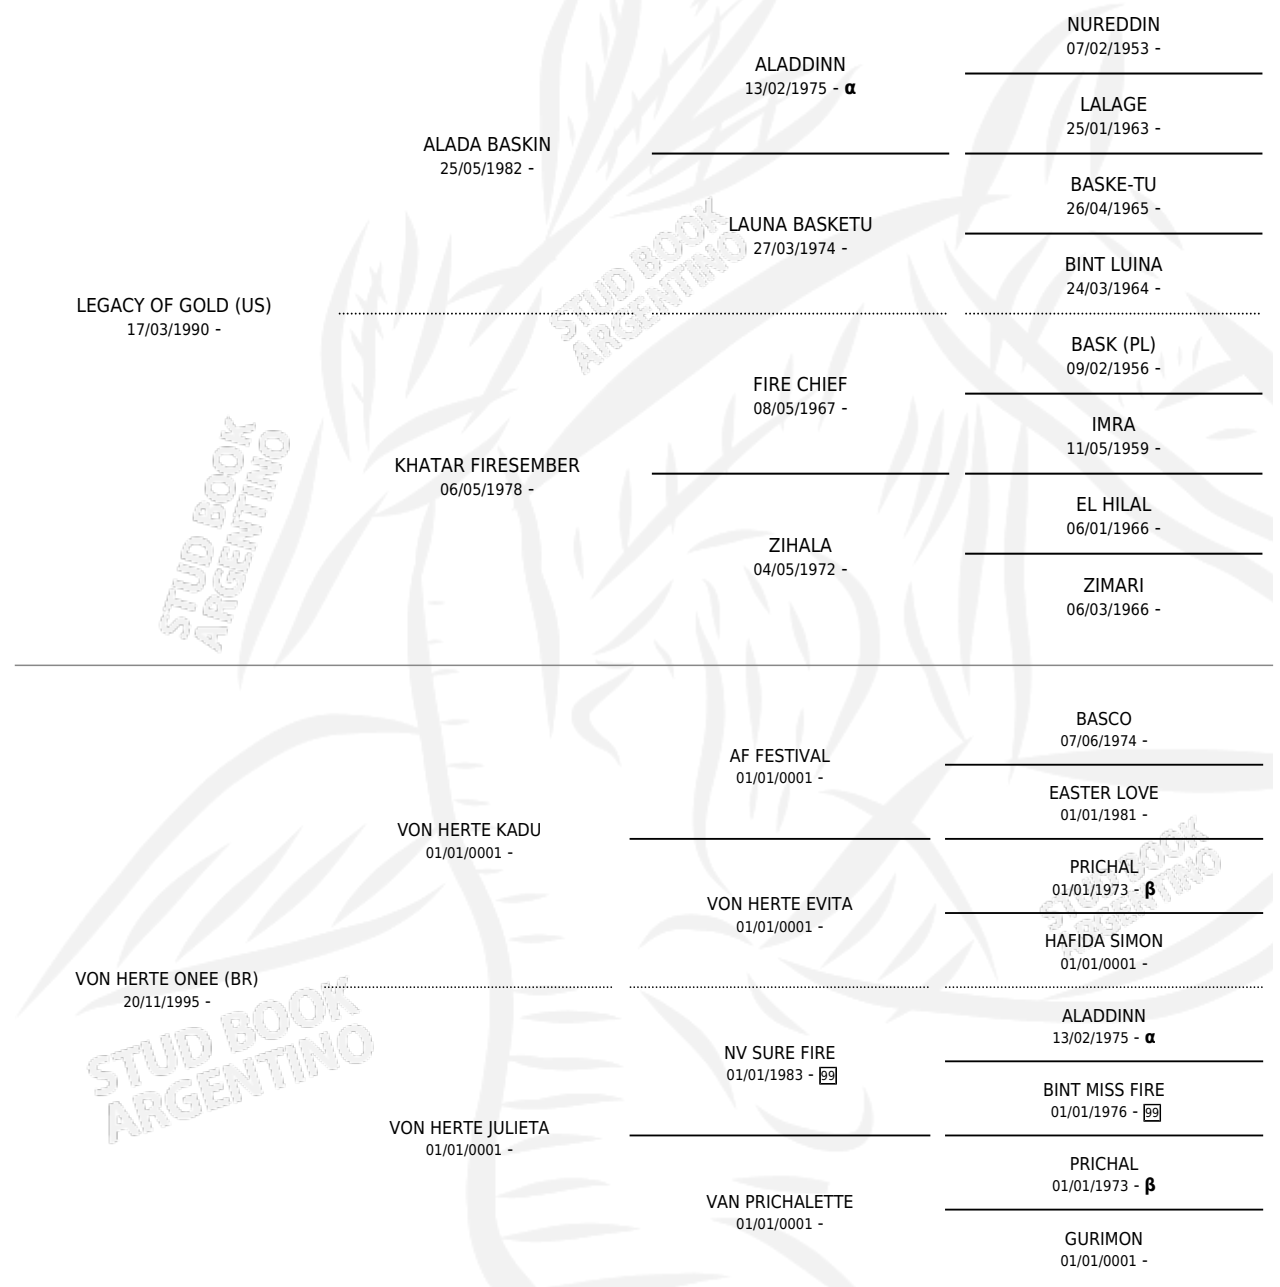 NUREDDIN
07/02/1953 -
ALADDINN
13/02/1975 - α
LALAGE
25/01/1963 -
ALADA BASKIN
25/05/1982 -
BASKE-TU
26/04/1965 -
LAUNA BASKETU
27/03/1974 -
BINT LUINA
24/03/1964 -
LEGACY OF GOLD (US)
17/03/1990 -
BASK (PL)
09/02/1956 -
FIRE CHIEF
08/05/1967 -
IMRA
11/05/1959 -
KHATAR FIRESEMBER
06/05/1978 -
EL HILAL
06/01/1966 -
ZIHALA
04/05/1972 -
ZIMARI
06/03/1966 -
BASCO
07/06/1974 -
AF FESTIVAL
01/01/0001 -
EASTER LOVE
01/01/1981 -
VON HERTE KADU
01/01/0001 -
PRICHAL
01/01/1973 - β
VON HERTE EVITA
01/01/0001 -
HAFIDA SIMON
01/01/0001 -
VON HERTE ONEE (BR)
20/11/1995 -
ALADDINN
13/02/1975 - α
NV SURE FIRE
01/01/1983 - 99
BINT MISS FIRE
01/01/1976 - 99
VON HERTE JULIETA
01/01/0001 -
PRICHAL
01/01/1973 - β
VAN PRICHALETTE
01/01/0001 -
GURIMON
01/01/0001 -
STUD BOOK
ARGENTINO
STUD BOOK
ARGENTINO
STUD BOOK
ARGENTINO
STUD BOOK
ARGENTINO